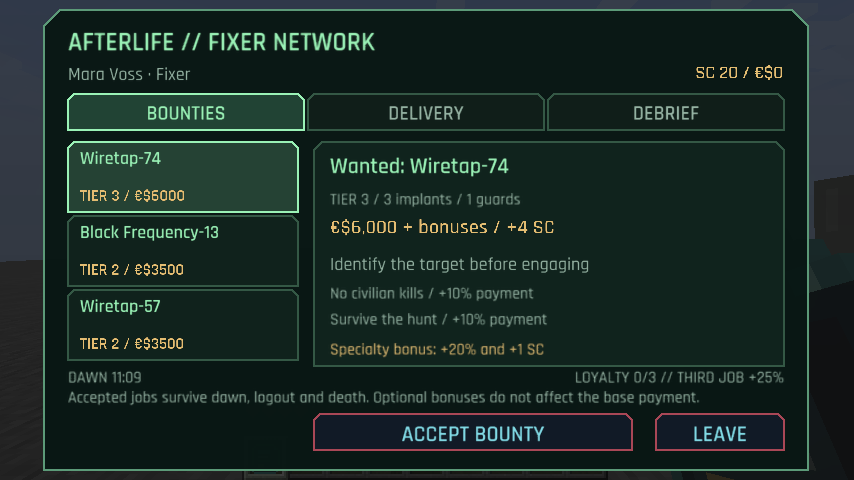 AFTERLIFE // FIXER NETWORK
Mara Voss · Fixer
SC 20 / €$0
BOUNTIES
DELIVERY
DEBRIEF
Wiretap-74
TIER 3 / €$6000
Black Frequency-13
TIER 2 / €$3500
Wiretap-57
TIER 2 / €$3500
Wanted: Wiretap-74
TIER 3 / 3 implants / 1 guards
€$6,000 + bonuses / +4 SC
Identify the target before engaging
No civilian kills / +10% payment
Survive the hunt / +10% payment
Specialty bonus: +20% and +1 SC
DAWN 11:09
LOYALTY 0/3 // THIRD JOB +25%
Accepted jobs survive dawn, logout and death. Optional bonuses do not affect the base payment.
ACCEPT BOUNTY
LEAVE